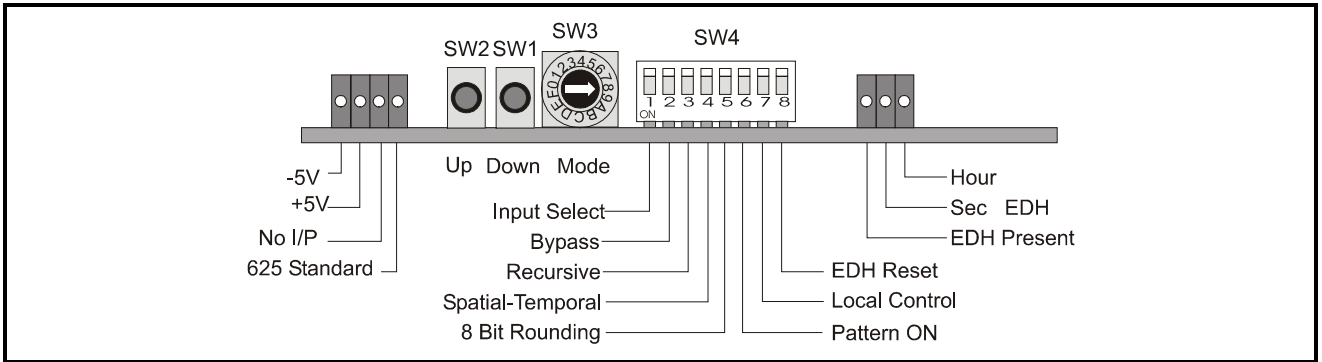 SW2 SW1 SW3 SW4
0123456789ABCDEF
1 2 3 4 5 6 7 8
ON
Up Down Mode
-5V
+5V
No I/P
625 Standard
Input Select
Bypass
Recursive
Spatial-Temporal
8 Bit Rounding
EDH Reset
Local Control
Pattern ON
Hour
Sec EDH
EDH Present